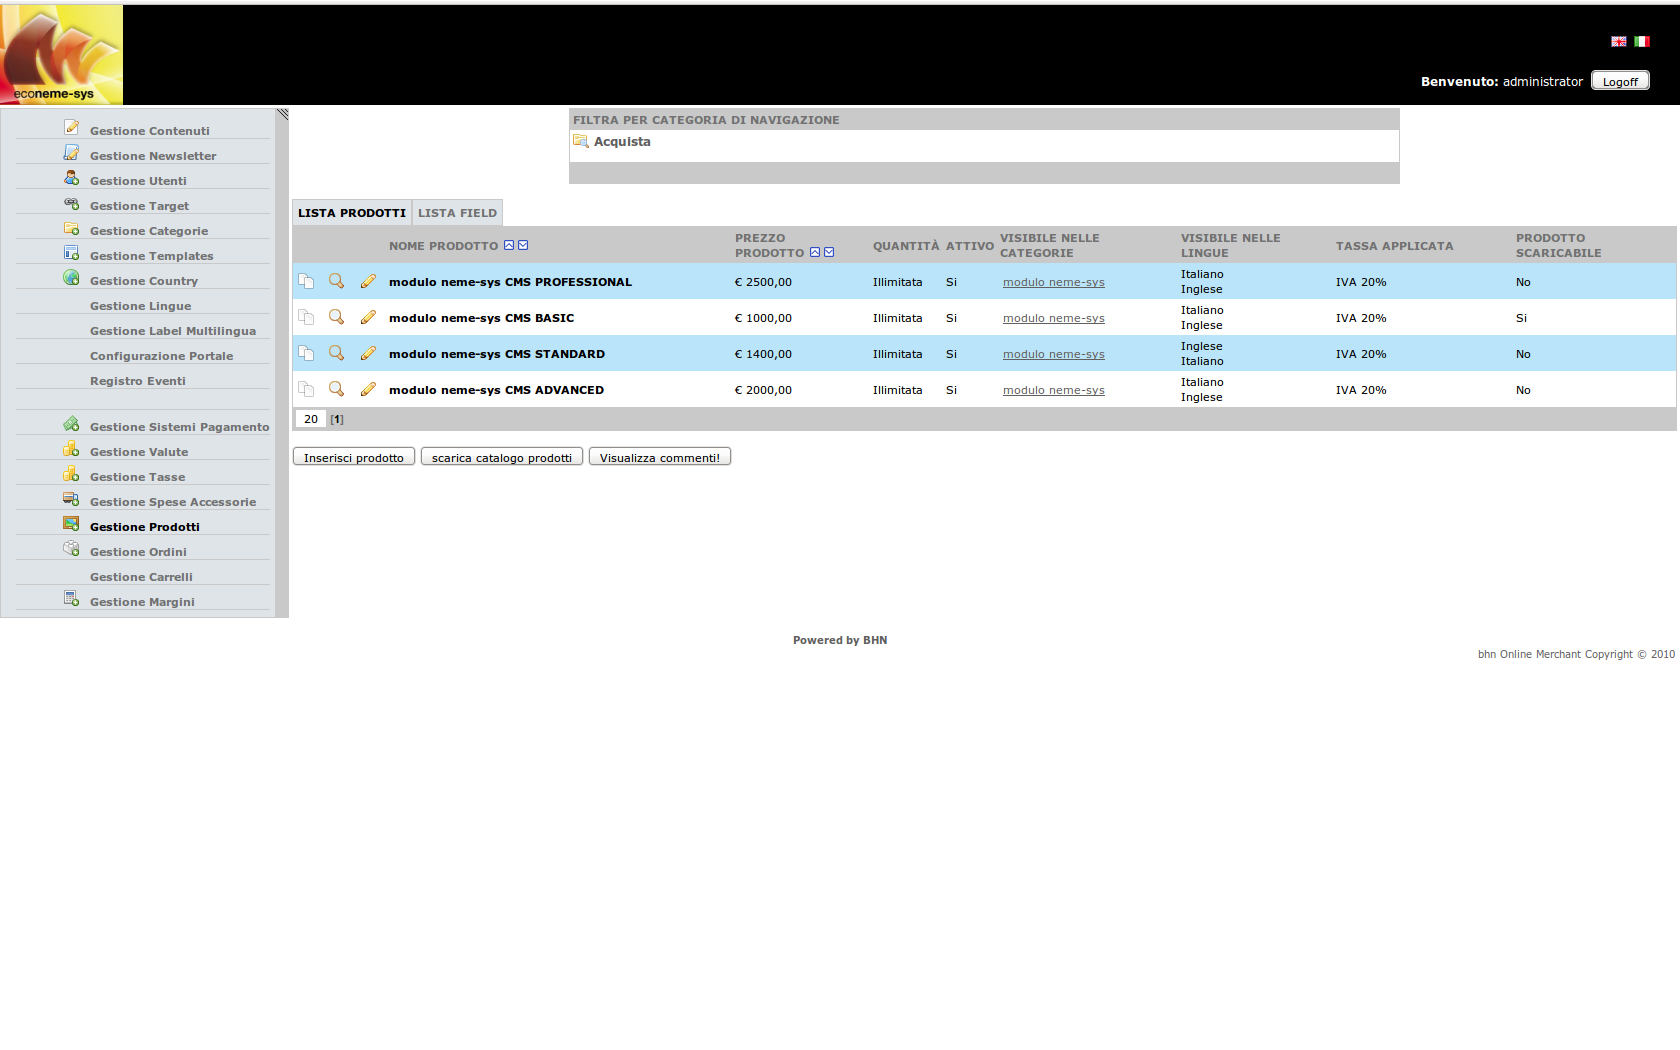 econeme-sys
Benvenuto: administrator Logoff
Gestione Contenuti
Gestione Newsletter
Gestione Utenti
Gestione Target
Gestione Categorie
Gestione Templates
Gestione Country
Gestione Lingue
Gestione Label Multilingua
Configurazione Portale
Registro Eventi
Gestione Sistemi Pagamento
Gestione Valute
Gestione Tasse
Gestione Spese Accessorie
Gestione Prodotti
Gestione Ordini
Gestione Carrelli
Gestione Margini
FILTRA PER CATEGORIA DI NAVIGAZIONE
Acquista
LISTA PRODOTTI LISTA FIELD
NOME PRODOTTO PREZZO PRODOTTO QUANTITÀ ATTIVO VISIBILE NELLE CATEGORIE VISIBILE NELLE LINGUE TASSA APPLICATA PRODOTTO SCARICABILE
modulo neme-sys CMS PROFESSIONAL € 2500,00 Illimitata Si modulo neme-sys Italiano Inglese IVA 20% No
modulo neme-sys CMS BASIC € 1000,00 Illimitata Si modulo neme-sys Italiano Inglese IVA 20% Si
modulo neme-sys CMS STANDARD € 1400,00 Illimitata Si modulo neme-sys Inglese Italiano IVA 20% No
modulo neme-sys CMS ADVANCED € 2000,00 Illimitata Si modulo neme-sys Italiano Inglese IVA 20% No
20 [1]
Inserisci prodotto scarica catalogo prodotti Visualizza commenti!
Powered by BHN
bhn Online Merchant Copyright © 2010